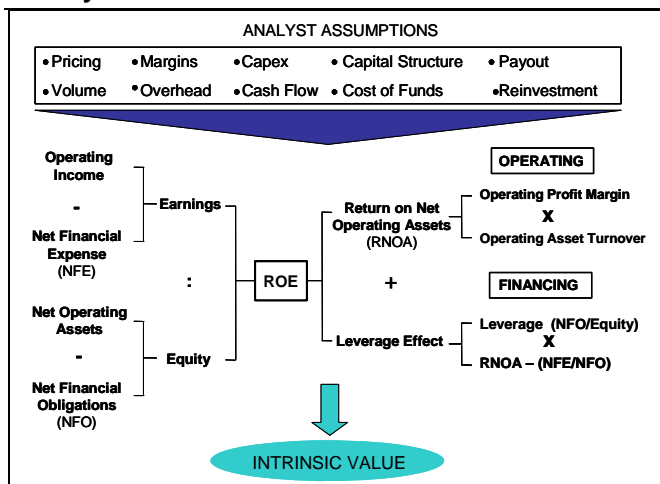 ANALYST ASSUMPTIONS
•Pricing •Margins •Capex • Capital Structure • Payout
•Volume •Overhead •Cash Flow • Cost of Funds •Reinvestment
Operating
Income
-
Net Financial
Expense
(NFE)
Earnings
:
Net Operating
Assets
-
Net Financial
Obligations
(NFO)
Equity
ROE
Return on Net
Operating Assets
(RNOA)
+
Leverage Effect
OPERATING
Operating Profit Margin
X
Operating Asset Turnover
FINANCING
Leverage (NFO/Equity)
X
RNOA – (NFE/NFO)
INTRINSIC VALUE